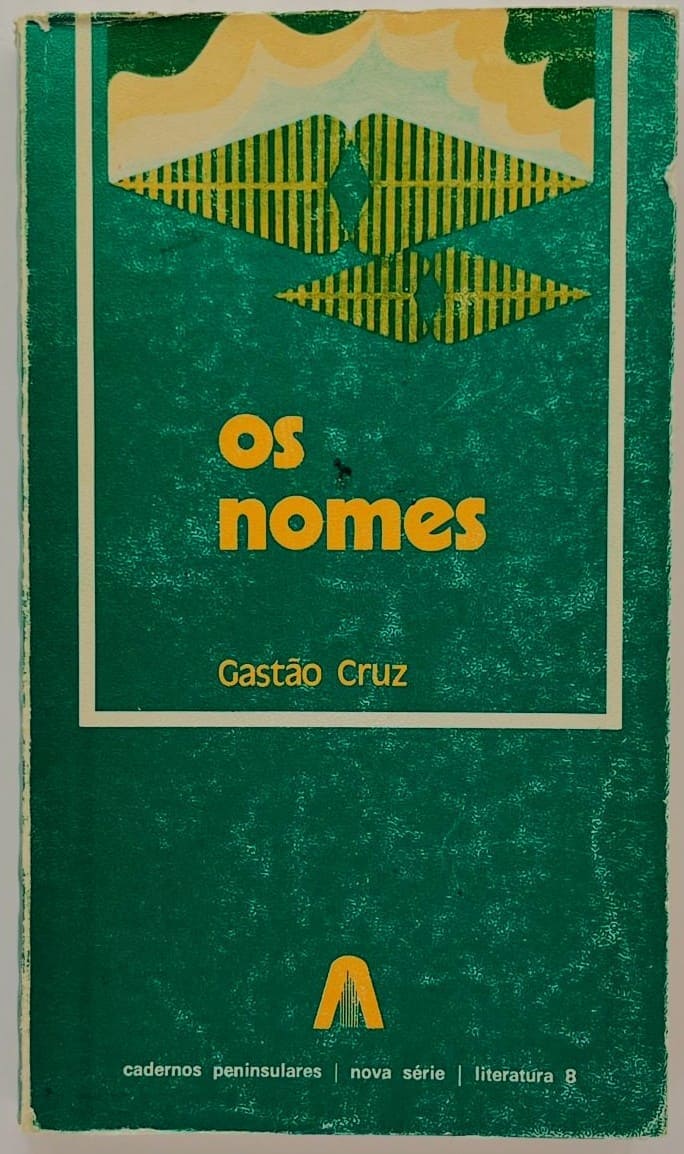 os
nomes
Gastão Cruz
cadernos peninsulares | nova série | literatura 8